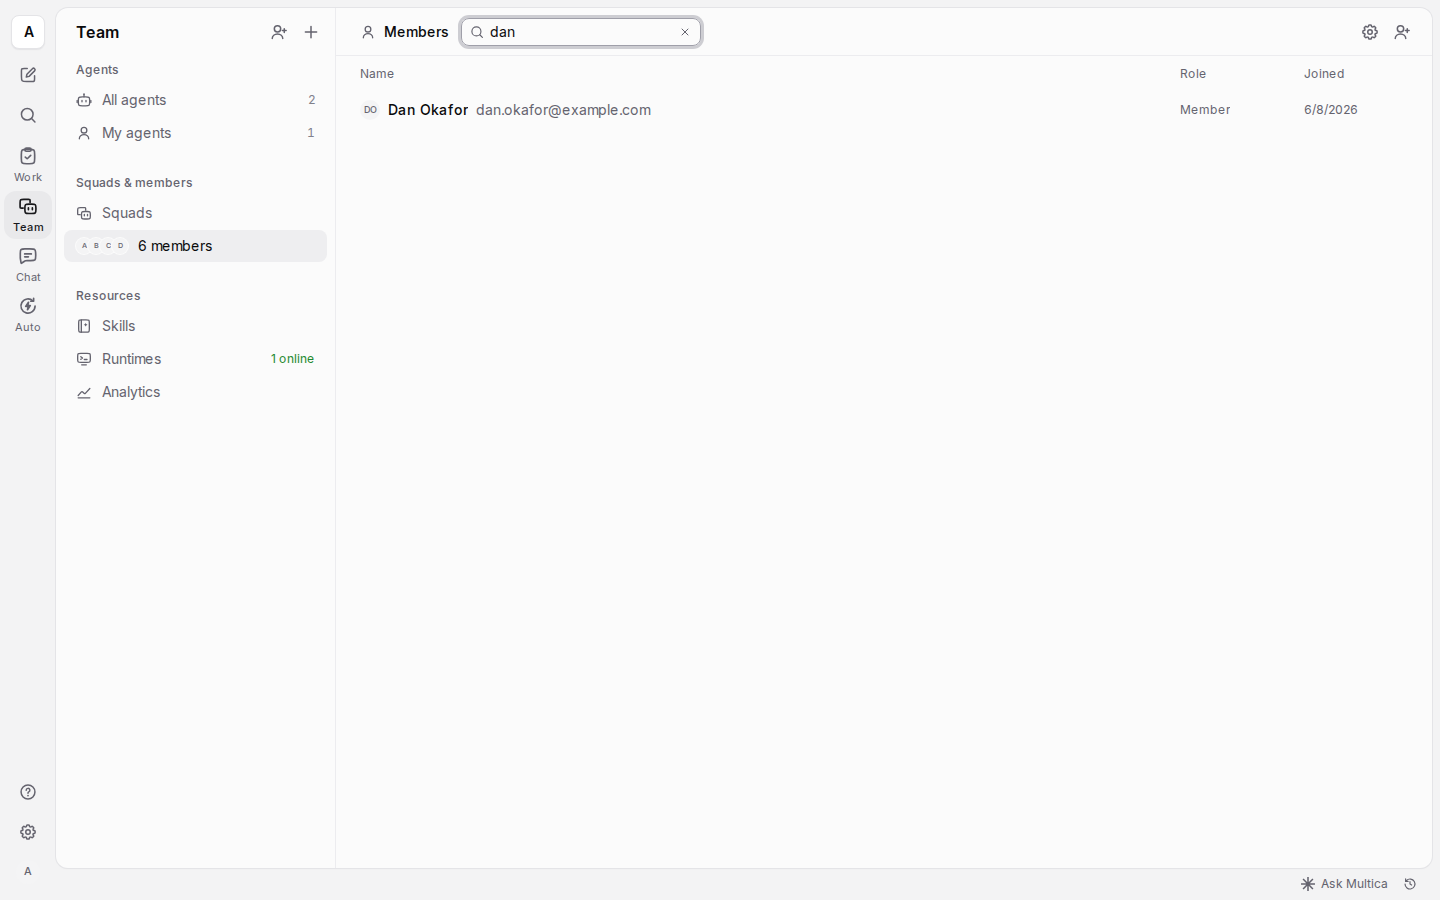 A
Work
Team
Chat
Auto
A
Team
Agents
All agents 2
My agents 1
Squads & members
Squads
A B C D 6 members
Resources
Skills
Runtimes 1 online
Analytics
Members dan
Name Role Joined
DO Dan Okafor dan.okafor@example.com Member 6/8/2026
Ask Multica